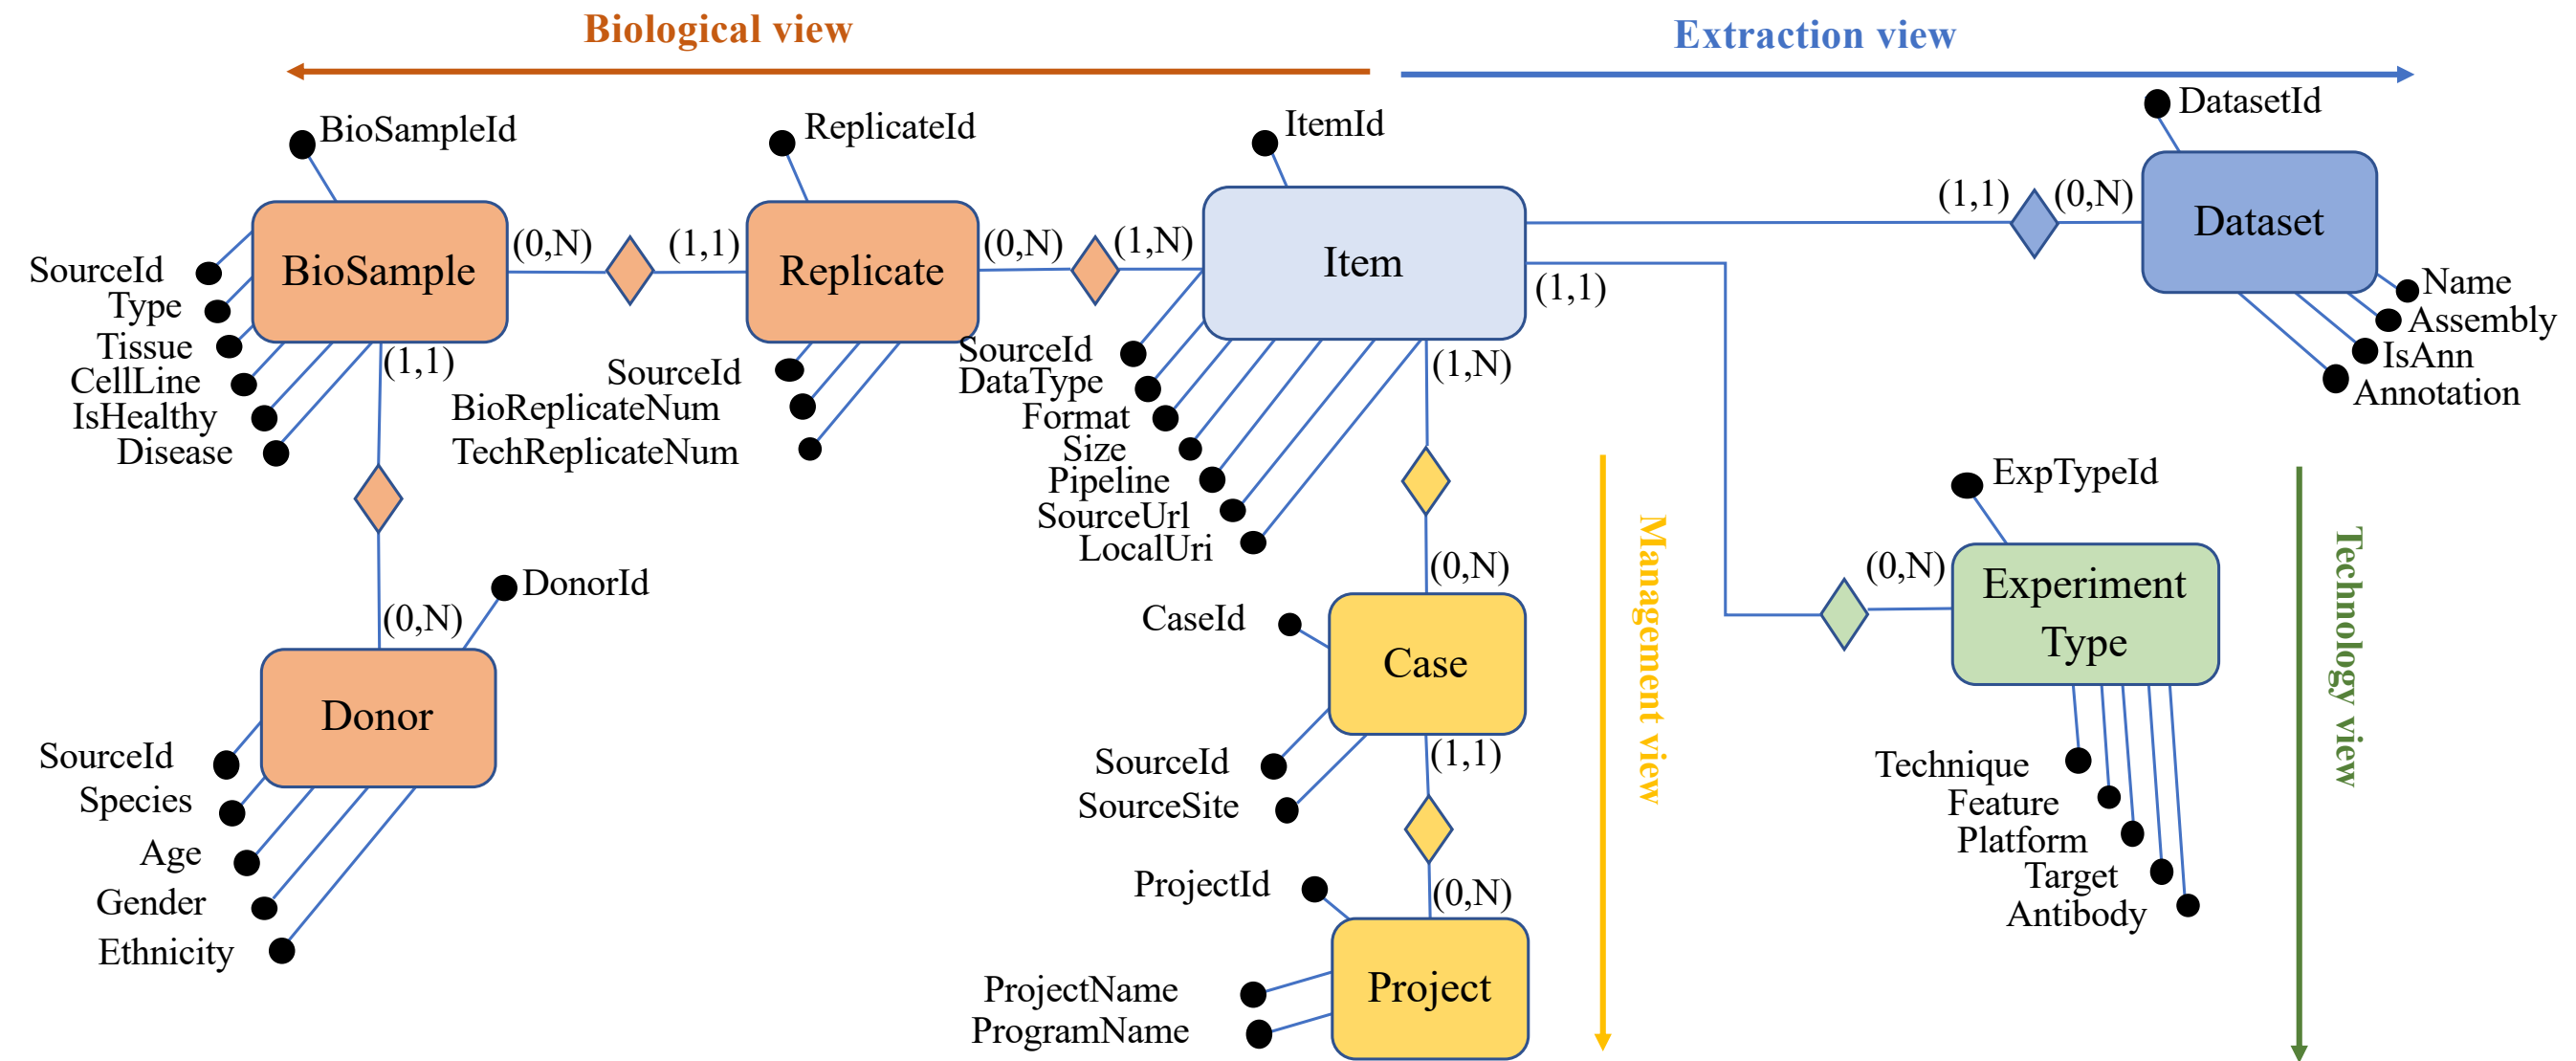 Biological view
Extraction view
BioSampleId
ReplicateId
ItemId
DatasetId
BioSample
(0,N)
(1,1)
Replicate
(0,N)
(1,N)
Item
(1,1)
(0,N)
Dataset
(1,1)
SourceId
Type
Tissue
CellLine
IsHealthy
Disease
(1,1)
SourceId
BioReplicateNum
TechReplicateNum
SourceId
DataType
Format
Size
Pipeline
SourceUrl
LocalUri
(1,N)
Name
Assembly
IsAnn
Annotation
Management view
Technology view
ExpTypeId
(0,N)
Experiment
Type
Technique
Feature
Platform
Target
Antibody
(0,N)
DonorId
Donor
SourceId
Species
Age
Gender
Ethnicity
(0,N)
CaseId
Case
SourceId
SourceSite
(1,1)
ProjectId
(0,N)
Project
ProjectName
ProgramName